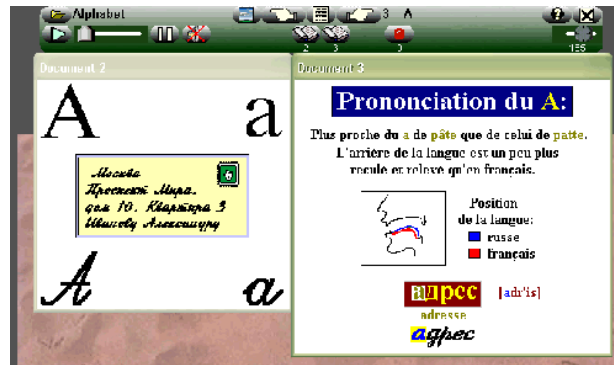 Alphabet
3 A
2 3 0 165
Document 2
A a
Москва
Проспект Мира.
дом 10. Квартира 3
Иванову Александру
А а
Document 3
Prononciation du A:
Plus proche du a de pâte que de celui de patte.
L'arrière de la langue est un peu plus
reculé et relevé qu'en français.
Position
de la langue:
russe
français
адрес [adr'is]
adresse
адрес